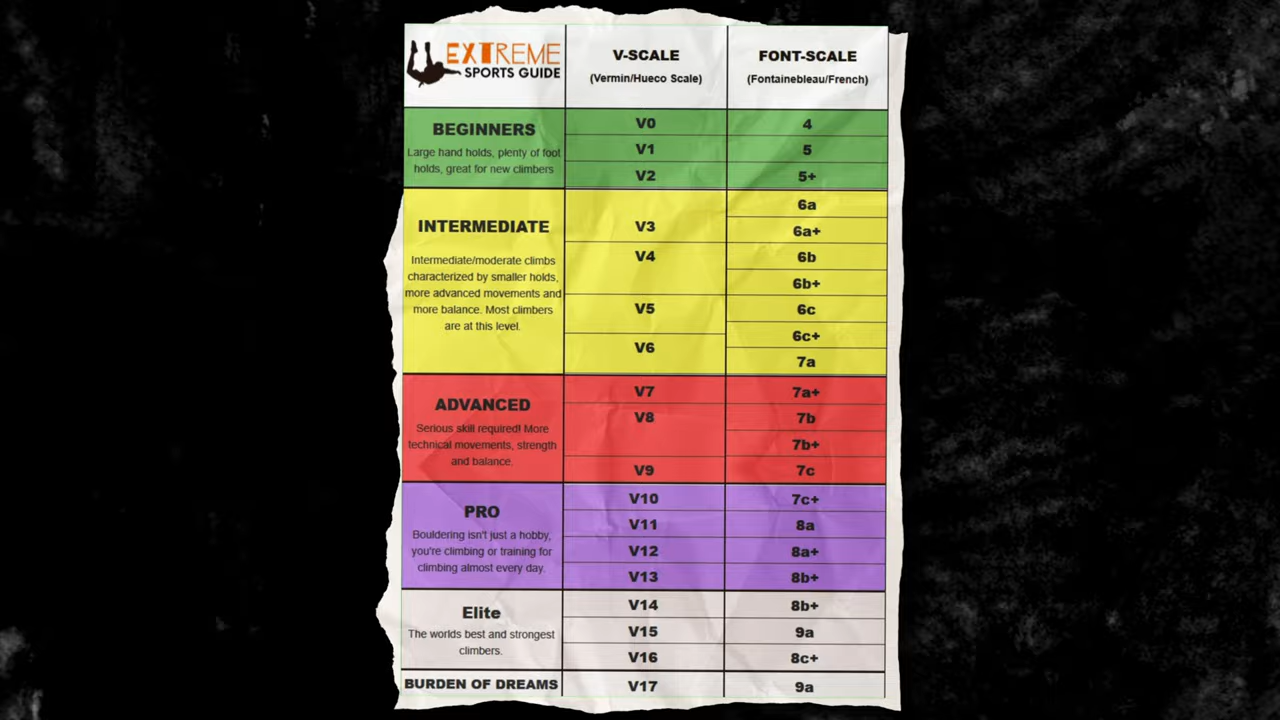 EXTREME
SPORTS GUIDE
V-SCALE
(Vermin/Hueco Scale)
FONT-SCALE
(Fontainebleau/French)
BEGINNERS
Large hand holds, plenty of foot
holds, great for new climbers
V0
4
V1
5
V2
5+
INTERMEDIATE
Intermediate/moderate climbs
characterized by smaller holds,
more advanced movements and
more balance. Most climbers
are at this level.
V3
6a
6a+
V4
6b
6b+
V5
6c
6c+
V6
7a
ADVANCED
Serious skill required! More
technical movements, strength
and balance.
V7
7a+
V8
7b
7b+
V9
7c
PRO
Bouldering isn't just a hobby,
you're climbing or training for
climbing almost every day.
V10
7c+
V11
8a
V12
8a+
V13
8b+
Elite
The worlds best and strongest
climbers.
V14
8b+
V15
9a
V16
8c+
BURDEN OF DREAMS
V17
9a